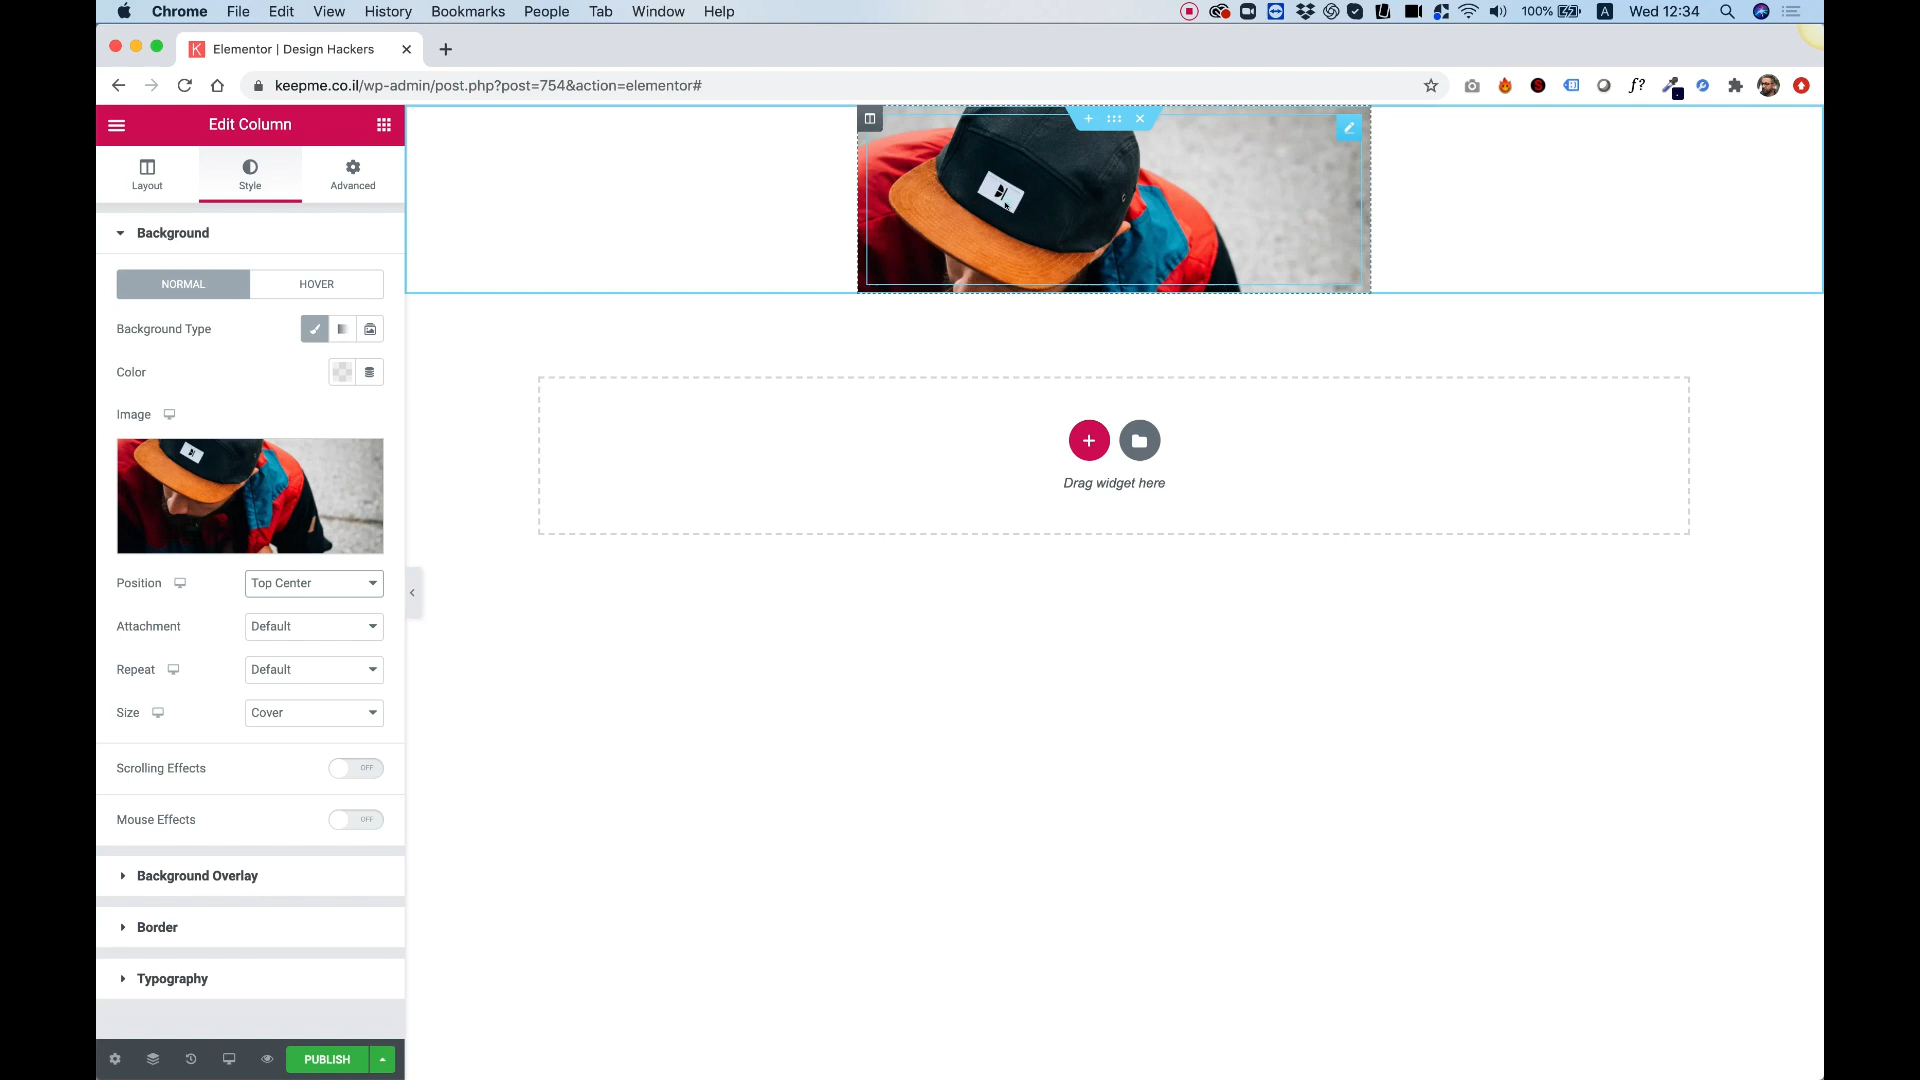 Chrome File Edit View History Bookmarks People Tab Window Help
100% A Wed 12:34
Elementor | Design Hackers
keepme.co.il/wp-admin/post.php?post=754&action=elementor#
f?
Edit Column
Layout Style Advanced
Background
NORMAL HOVER
Background Type
Color
Image
Position Top Center
Attachment Default
Repeat Default
Size Cover
Scrolling Effects OFF
Mouse Effects OFF
Background Overlay
Border
Typography
PUBLISH
Drag widget here